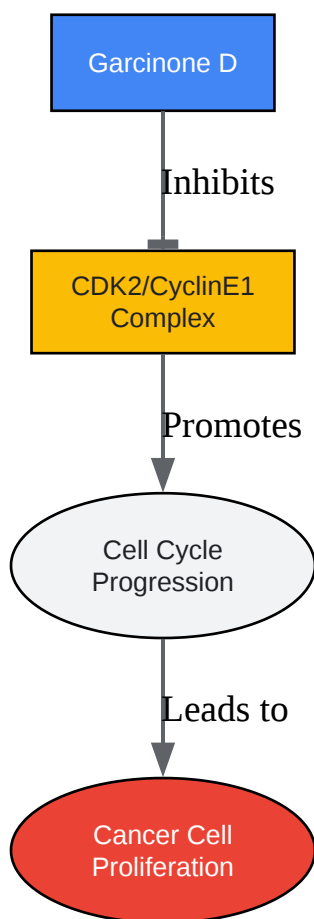 Garcinone D
Inhibits
CDK2/CyclinE1
Complex
Promotes
Cell Cycle
Progression
Leads to
Cancer Cell
Proliferation